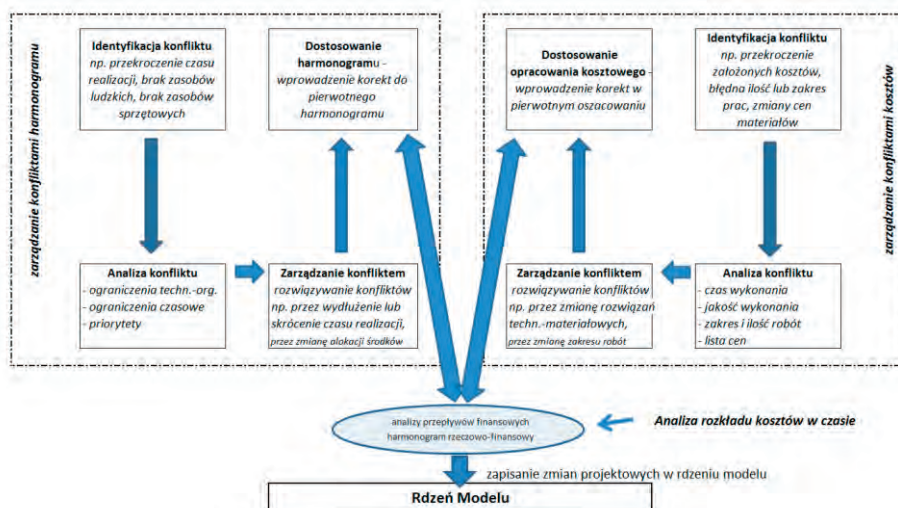 zarządzanie konfliktami harmonogramu
Identyfikacja konfliktu
np. przekroczenie czasu
realizacji, brak zasobów
ludzkich, brak zasobów
sprzętowych
Dostosowanie
harmonogramu -
wprowadzenie korekt do
pierwotnego
harmonogramu
Analiza konfliktu
- ograniczenia techn.-org.
- ograniczenia czasowe
- priorytety
Zarządzanie konfliktem
rozwiązywanie konfliktów
np. przez wydłużenie lub
skrócenie czasu realizacji,
przez zmianę alokacji środków
Dostosowanie
opracowania kosztowego -
wprowadzenie korekt w
pierwotnym oszacowaniu
Identyfikacja konfliktu
np. przekroczenie
założonych kosztów,
błędna ilość lub zakres
prac, zmiany cen
materiałów
Zarządzanie konfliktem
rozwiązywanie konfliktów
np. przez zmianę rozwiązań
techn.-materiałowych,
przez zmianę zakresu robót
Analiza konfliktu
- czas wykonania
- jakość wykonania
- zakres i ilość robót
- lista cen
zarządzanie konfliktami kosztów
analizy przepływów finansowych
harmonogram rzeczowo-finansowy
Analiza rozkładu kosztów w czasie
zapisanie zmian projektowych w rdzeniu modelu
Rdzeń Modelu